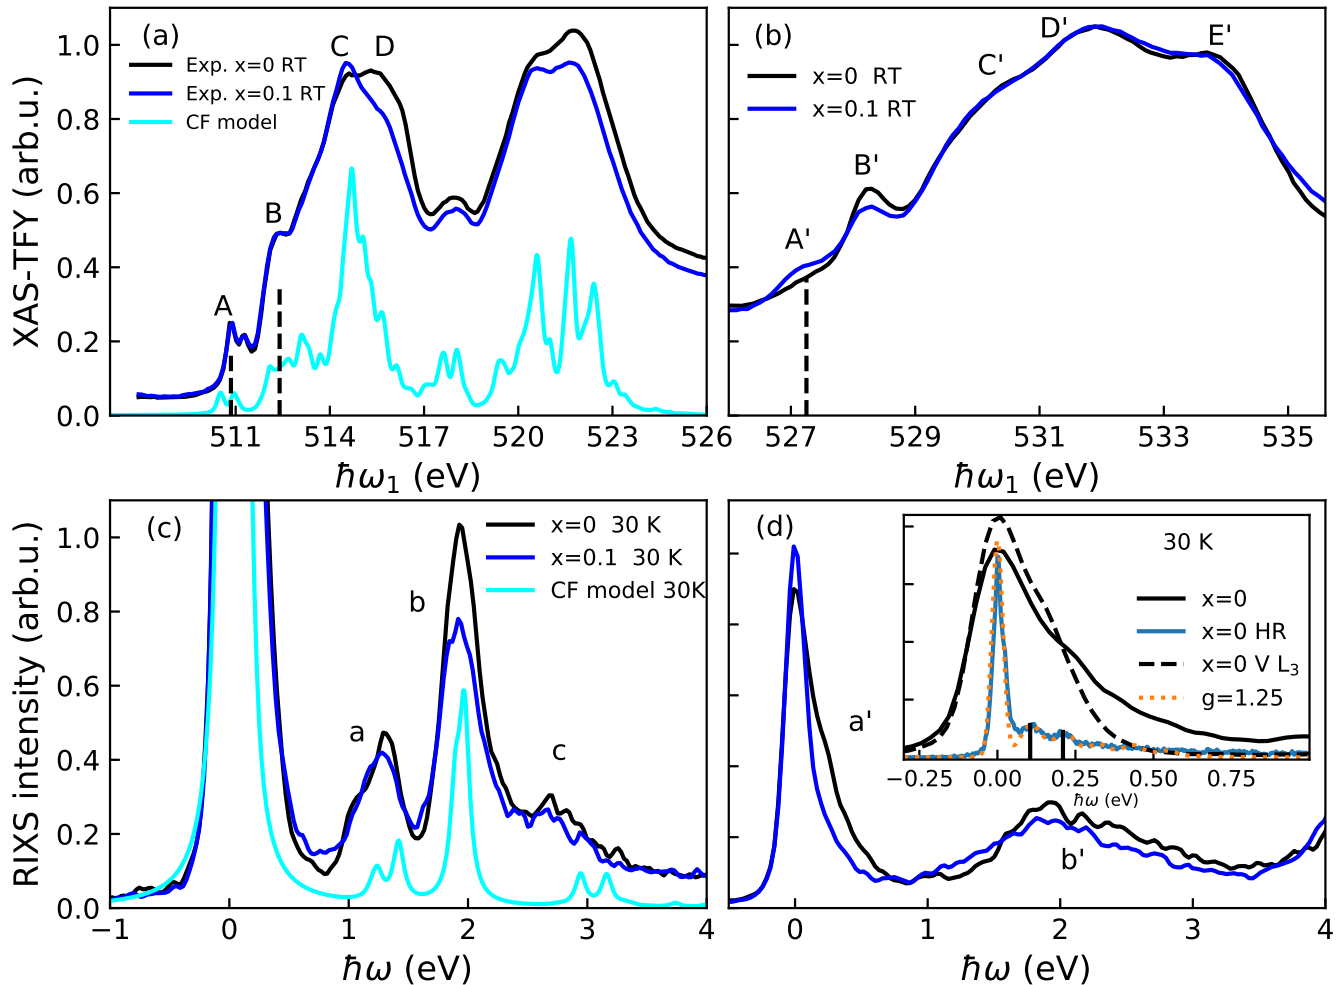 (a)
C D
Exp. x=0 RT
Exp. x=0.1 RT
CF model
B
A
XAS-TFY (arb.u.)
1.0
0.8
0.6
0.4
0.2
0.0
511 514 517 520 523 526
ℏω₁ (eV)
(b)
D' E'
C'
x=0 RT
x=0.1 RT
B'
A'
527 529 531 533 535
ℏω₁ (eV)
(c)
x=0 30 K
x=0.1 30 K
CF model 30K
b
a
c
RIXS intensity (arb.u.)
1.0
0.8
0.6
0.4
0.2
0.0
−1 0 1 2 3 4
ℏω (eV)
(d)
30 K
x=0
x=0 HR
x=0 V L₃
g=1.25
−0.25 0.00 0.25 0.50 0.75
ℏω (eV)
a'
b'
0 1 2 3 4
ℏω (eV)